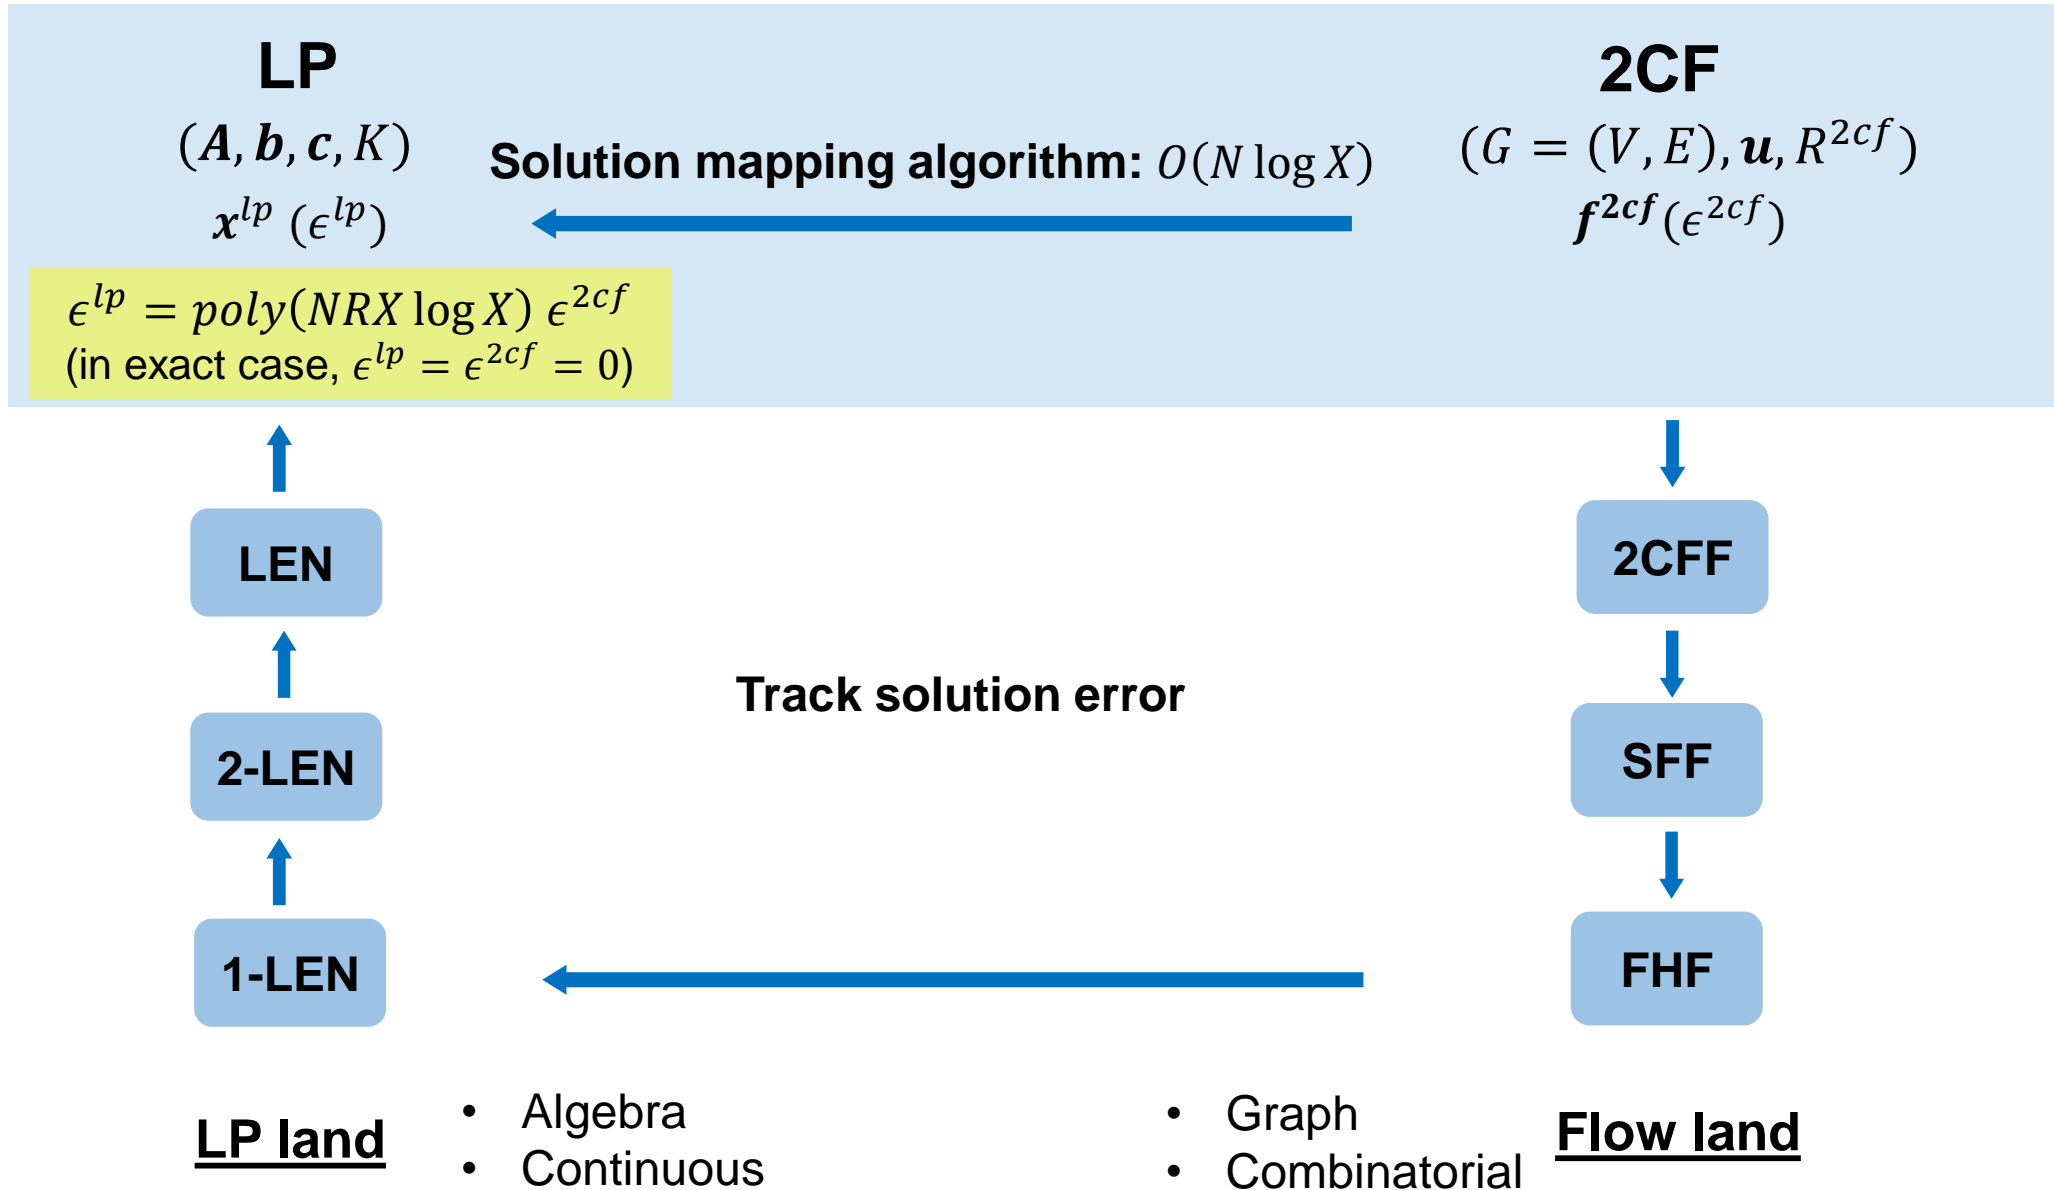 LP
(A, b, c, K)
x^{lp} (ϵ^{lp})
ϵ^{lp} = poly(NRX log X) ϵ^{2cf}
(in exact case, ϵ^{lp} = ϵ^{2cf} = 0)
Solution mapping algorithm: O(N log X)
2CF
(G = (V, E), u, R^{2cf})
f^{2cf}(ϵ^{2cf})
LEN
2CFF
2-LEN
Track solution error
SFF
1-LEN
FHF
LP land
• Algebra
• Continuous
• Graph
• Combinatorial
Flow land